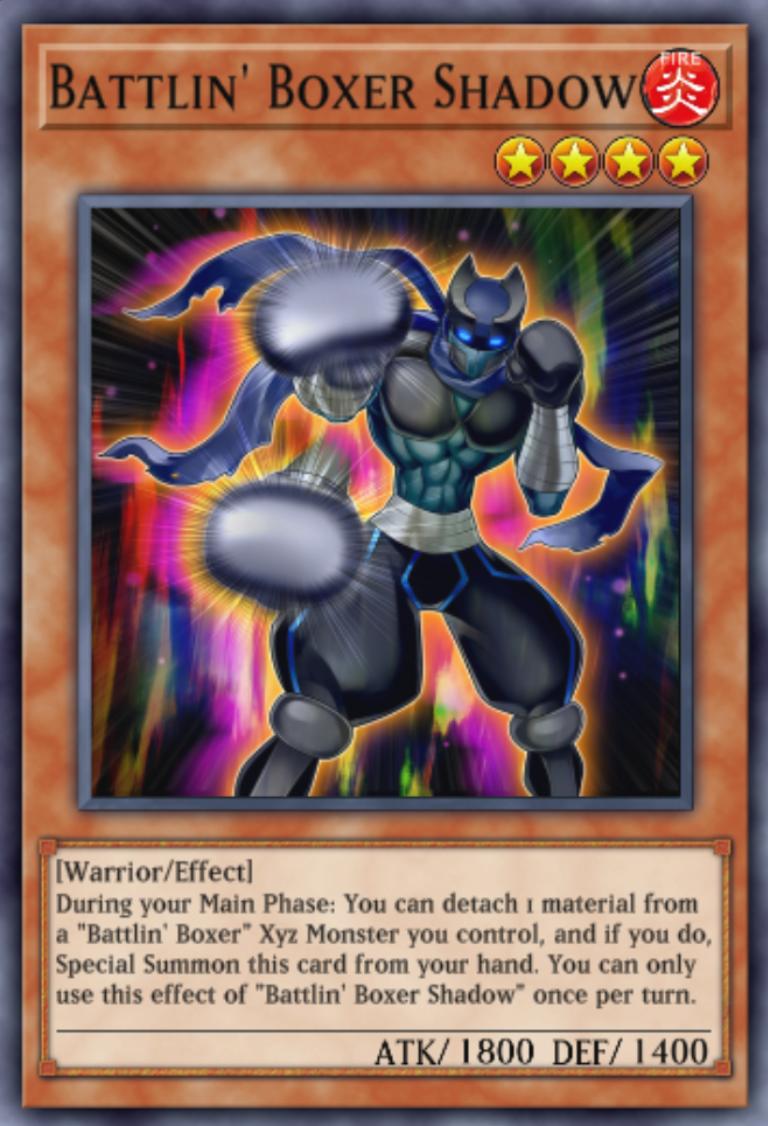 Battlin' Boxer Shadow
FIRE
炎
[Warrior/Effect]
During your Main Phase: You can detach 1 material from
a "Battlin' Boxer" Xyz Monster you control, and if you do,
Special Summon this card from your hand. You can only
use this effect of "Battlin' Boxer Shadow" once per turn.
ATK/ 1800 DEF/ 1400